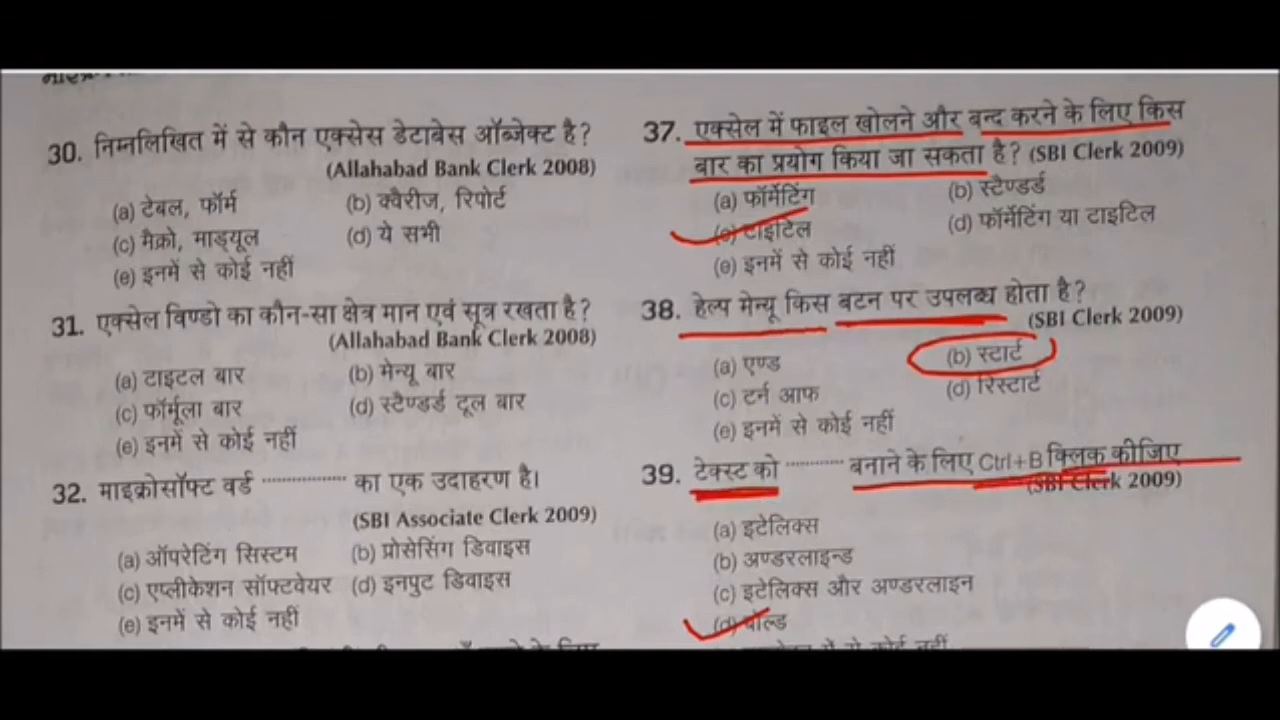 30. निम्नलिखित में से कौन एक्सेस डेटाबेस ऑब्जेक्ट है?
(Allahabad Bank Clerk 2008)
(a) टेबल, फॉर्म (b) क्वैरीज, रिपोर्ट
(c) मैक्रो, माड्यूल (d) ये सभी
(e) इनमें से कोई नहीं
31. एक्सेल विण्डो का कौन-सा क्षेत्र मान एवं सूत्र रखता है?
(Allahabad Bank Clerk 2008)
(a) टाइटल बार (b) मेन्यू बार
(c) फॉर्मूला बार (d) स्टैण्डर्ड टूल बार
(e) इनमें से कोई नहीं
32. माइक्रोसॉफ्ट वर्ड ................. का एक उदाहरण है।
(SBI Associate Clerk 2009)
(a) ऑपरेटिंग सिस्टम (b) प्रोसेसिंग डिवाइस
(c) एप्लीकेशन सॉफ्टवेयर (d) इनपुट डिवाइस
(e) इनमें से कोई नहीं
37. एक्सेल में फाइल खोलने और बन्द करने के लिए किस
बार का प्रयोग किया जा सकता है? (SBI Clerk 2009)
(a) फॉर्मेटिंग (b) स्टैण्डर्ड
(c) टाइटिल (d) फॉर्मेटिंग या टाइटिल
(e) इनमें से कोई नहीं
38. हेल्प मेन्यू किस बटन पर उपलब्ध होता है?
(SBI Clerk 2009)
(a) एण्ड (b) स्टार्ट
(c) टर्न आफ (d) रिस्टार्ट
(e) इनमें से कोई नहीं
39. टेक्स्ट को ............ बनाने के लिए Ctrl+B क्लिक कीजिए
(SBI Clerk 2009)
(a) इटेलिक्स
(b) अण्डरलाइन्ड
(c) इटेलिक्स और अण्डरलाइन
(d) बोल्ड